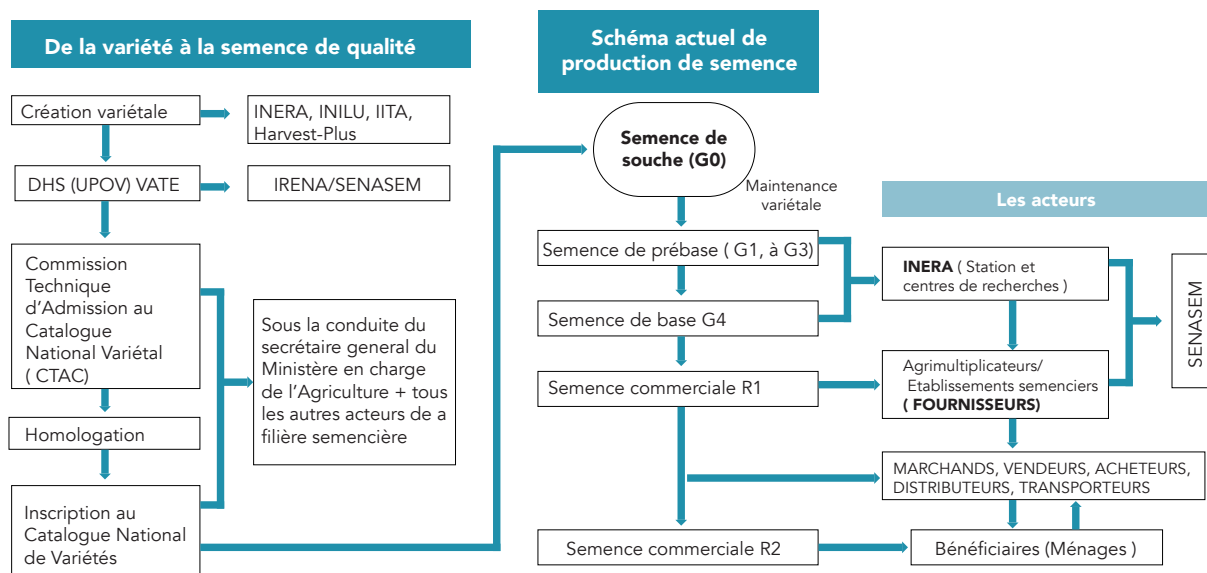 De la variété à la semence de qualité
Création variétale
INERA, INILU, IITA,
Harvest-Plus
DHS (UPOV) VATE
IRENA/SENASEM
Commission
Technique
d'Admission au
Catalogue
National Variétal
( CTAC)
Sous la conduite du
secrétaire general du
Ministère en charge
de l'Agriculture + tous
les autres acteurs de a
filière semencière
Homologation
Inscription au
Catalogue National
de Variétés
Schéma actuel de
production de semence
Semence de
souche (G0)
Maintenance
variétale
Semence de prébase ( G1, à G3)
Semence de base G4
Semence commerciale R1
Semence commerciale R2
Les acteurs
INERA ( Station et
centres de recherches )
Agrimultiplicateurs/
Etablissements semenciers
( FOURNISSEURS)
MARCHANDS, VENDEURS, ACHETEURS,
DISTRIBUTEURS, TRANSPORTEURS
Bénéficiaires (Ménages )
SENASEM